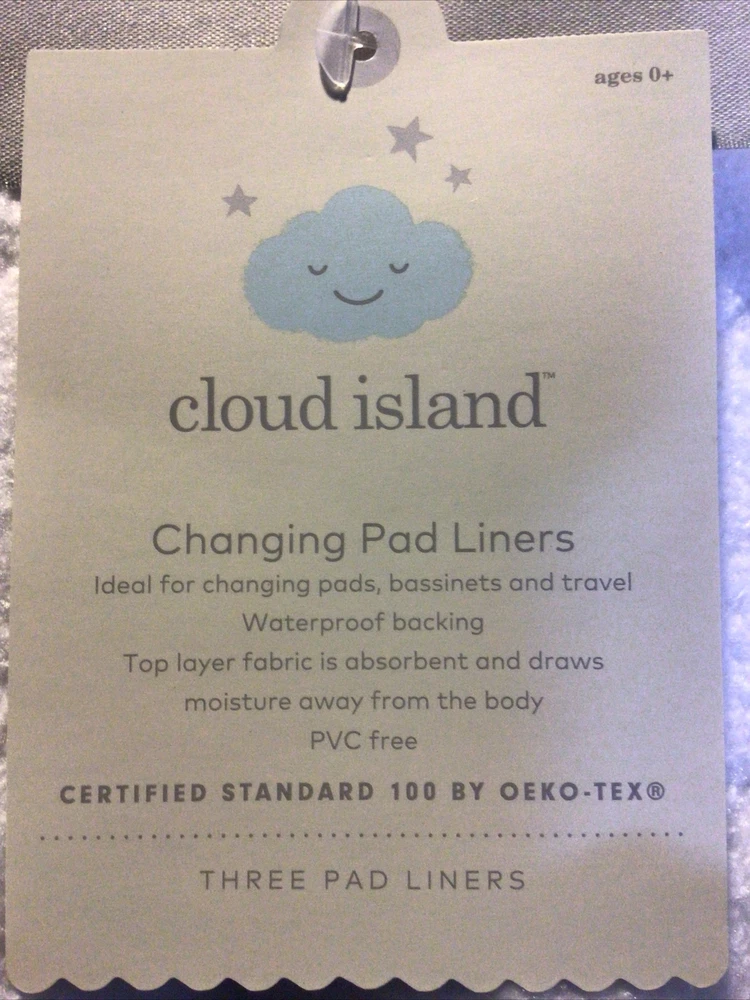 ages 0+
cloud island™
Changing Pad Liners
Ideal for changing pads, bassinets and travel
Waterproof backing
Top layer fabric is absorbent and draws
moisture away from the body
PVC free
CERTIFIED STANDARD 100 BY OEKO-TEX®
THREE PAD LINERS